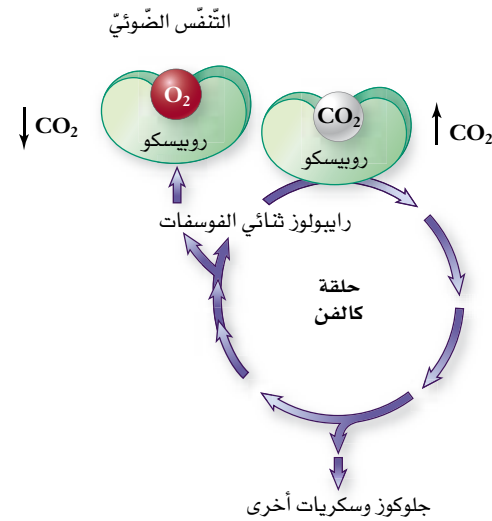 التّنفّس الضّوئيّ
O₂
CO₂
↓ CO₂
↑ CO₂
روبيسكو
روبيسكو
رايبولوز ثنائي الفوسفات
حلقة
كالفن
جلوكوز وسكريات أخرى